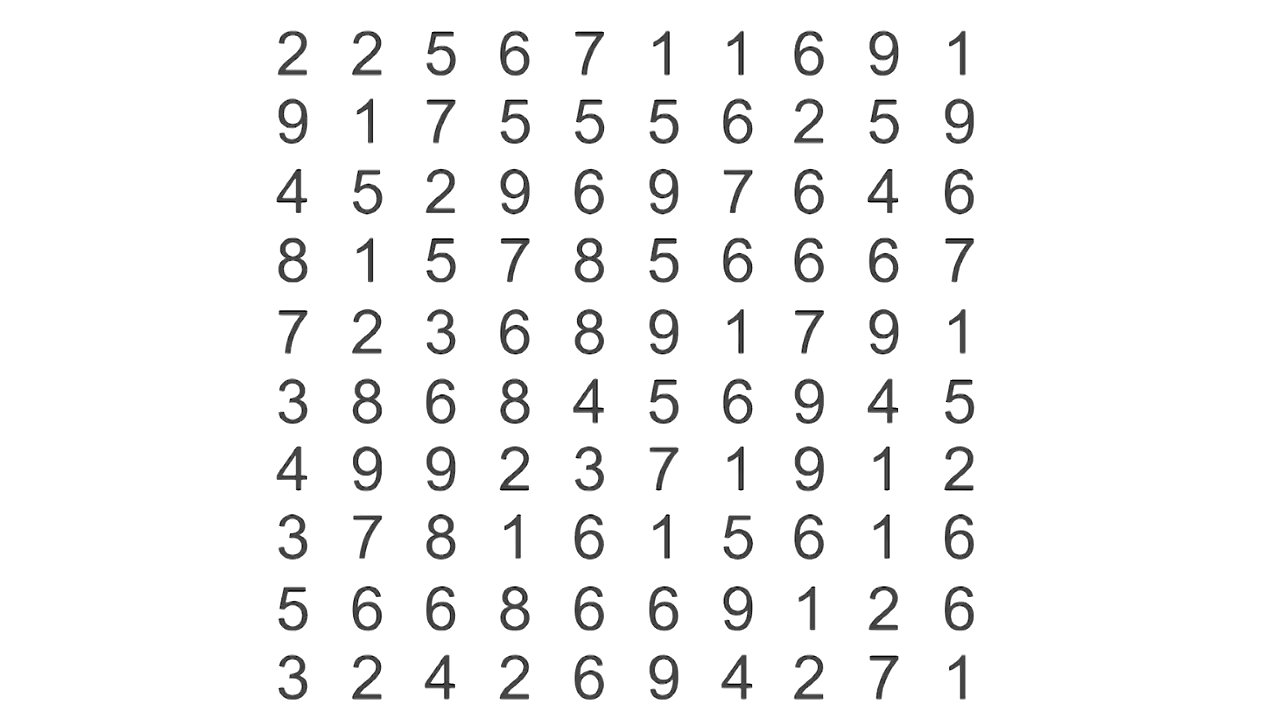 2 2 5 6 7 1 1 6 9 1
9 1 7 5 5 5 6 2 5 9
4 5 2 9 6 9 7 6 4 6
8 1 5 7 8 5 6 6 6 7
7 2 3 6 8 9 1 7 9 1
3 8 6 8 4 5 6 9 4 5
4 9 9 2 3 7 1 9 1 2
3 7 8 1 6 1 5 6 1 6
5 6 6 8 6 6 9 1 2 6
3 2 4 2 6 9 4 2 7 1